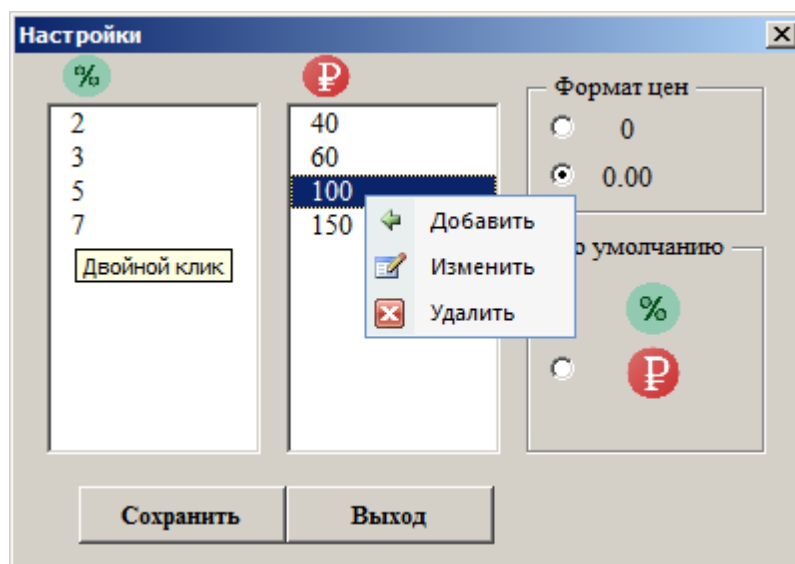 Настройки
%
₽
Формат цен
2
3
5
7
Двойной клик
40
60
100
150
0
0.00
Добавить
Изменить
Удалить
умолчанию
%
₽
Сохранить
Выход